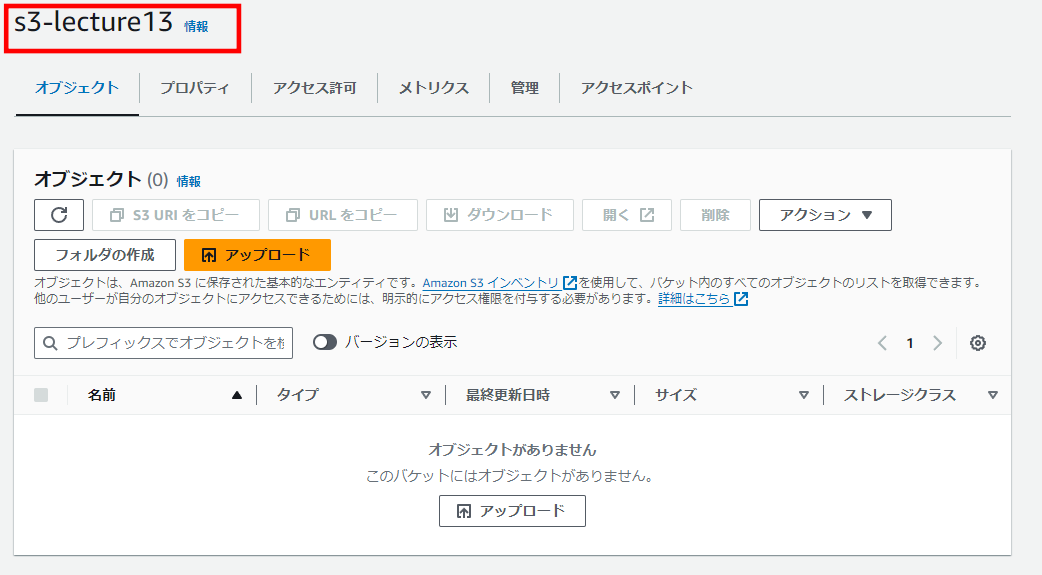 s3-lecture13 情報
オブジェクト プロパティ アクセス許可 メトリクス 管理 アクセスポイント
オブジェクト (0) 情報
S3 URI をコピー URL をコピー ダウンロード 開く 削除 アクション
フォルダの作成 アップロード
オブジェクトは、Amazon S3 に保存された基本的なエンティティです。Amazon S3 インベントリ を使用して、バケット内のすべてのオブジェクトのリストを取得できます。
他のユーザーが自分のオブジェクトにアクセスできるためには、明示的にアクセス権限を付与する必要があります。詳細はこちら
プレフィックスでオブジェクトを検 バージョンの表示 1
名前 タイプ 最終更新日時 サイズ ストレージクラス
オブジェクトがありません
このバケットにはオブジェクトがありません。
アップロード